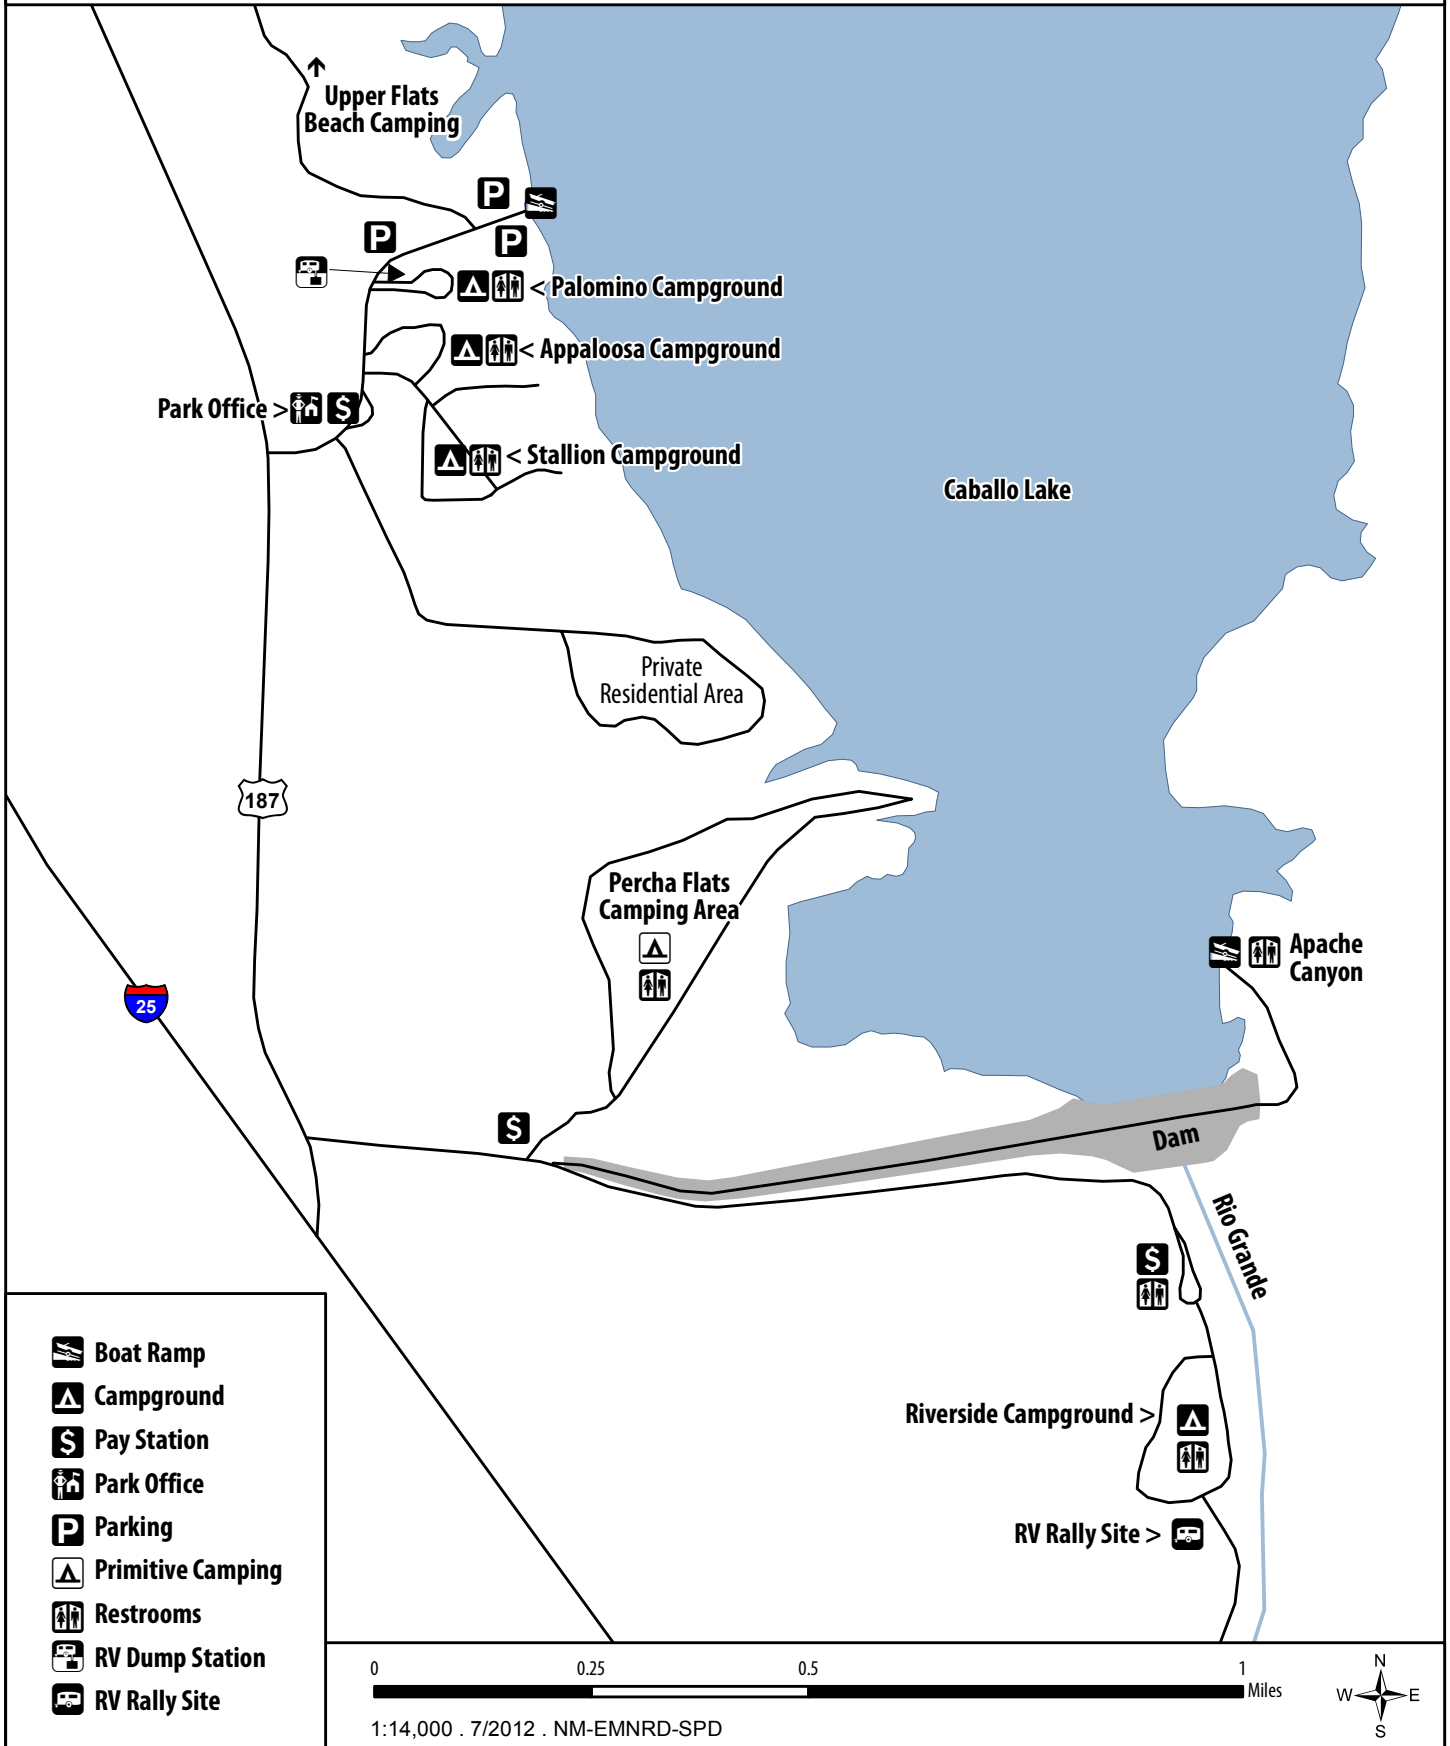 Upper Flats
Beach Camping
P
P
P
< Palomino Campground
< Appaloosa Campground
Park Office >
$
< Stallion Campground
Caballo Lake
Private
Residential Area
187
Percha Flats
Camping Area
Apache
Canyon
25
$
Dam
Rio Grande
$
Riverside Campground >
RV Rally Site >
Boat Ramp
Campground
$ Pay Station
Park Office
P Parking
Primitive Camping
Restrooms
RV Dump Station
RV Rally Site
0 0.25 0.5 1
Miles
1:14,000 . 7/2012 . NM-EMNRD-SPD
N
W E
S